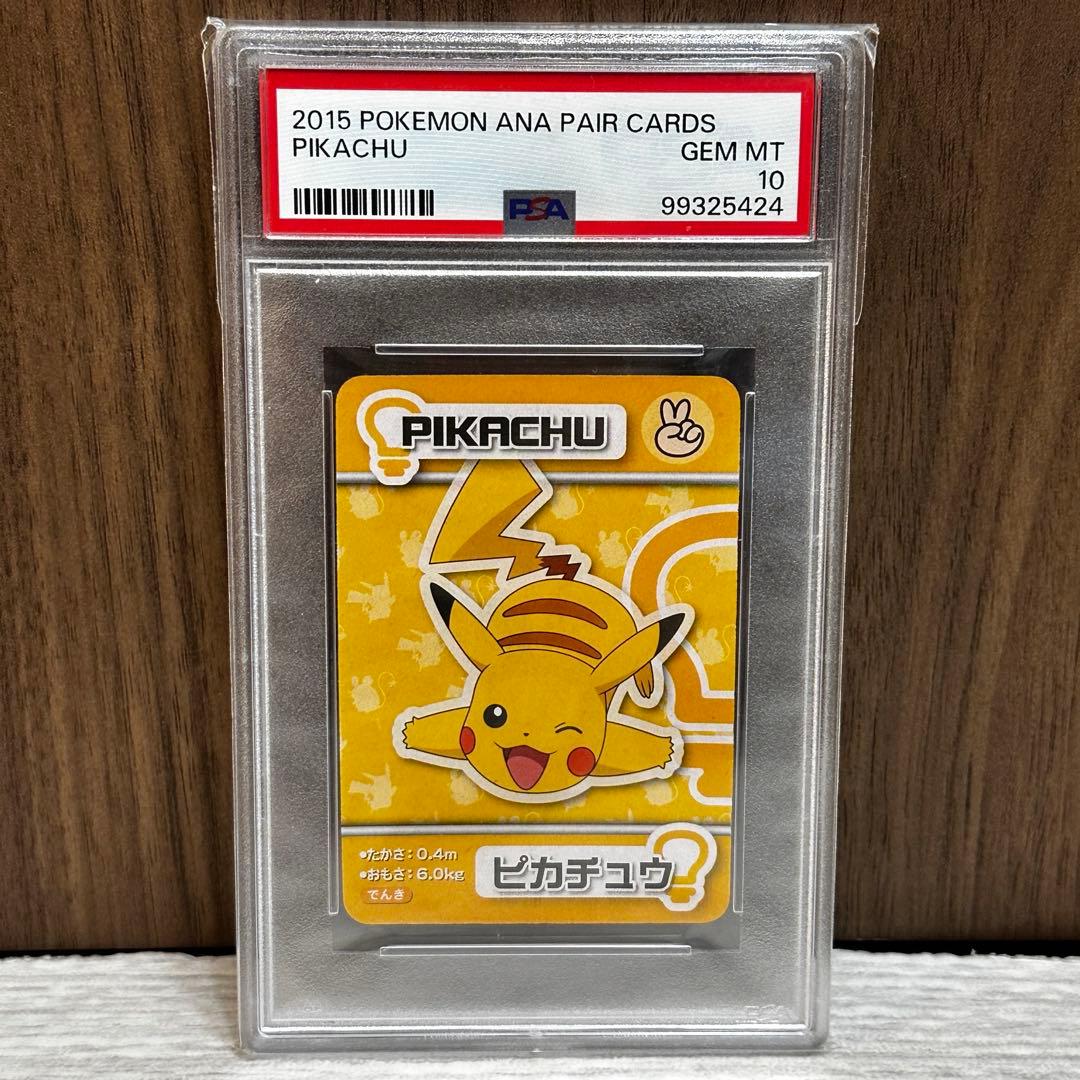 2015 POKEMON ANA PAIR CARDS
PIKACHU GEM MT
10
PSA 99325424
PIKACHU
•たかさ：0.4m
•おもさ：6.0kg
でんき
ピカチュウ
PSA